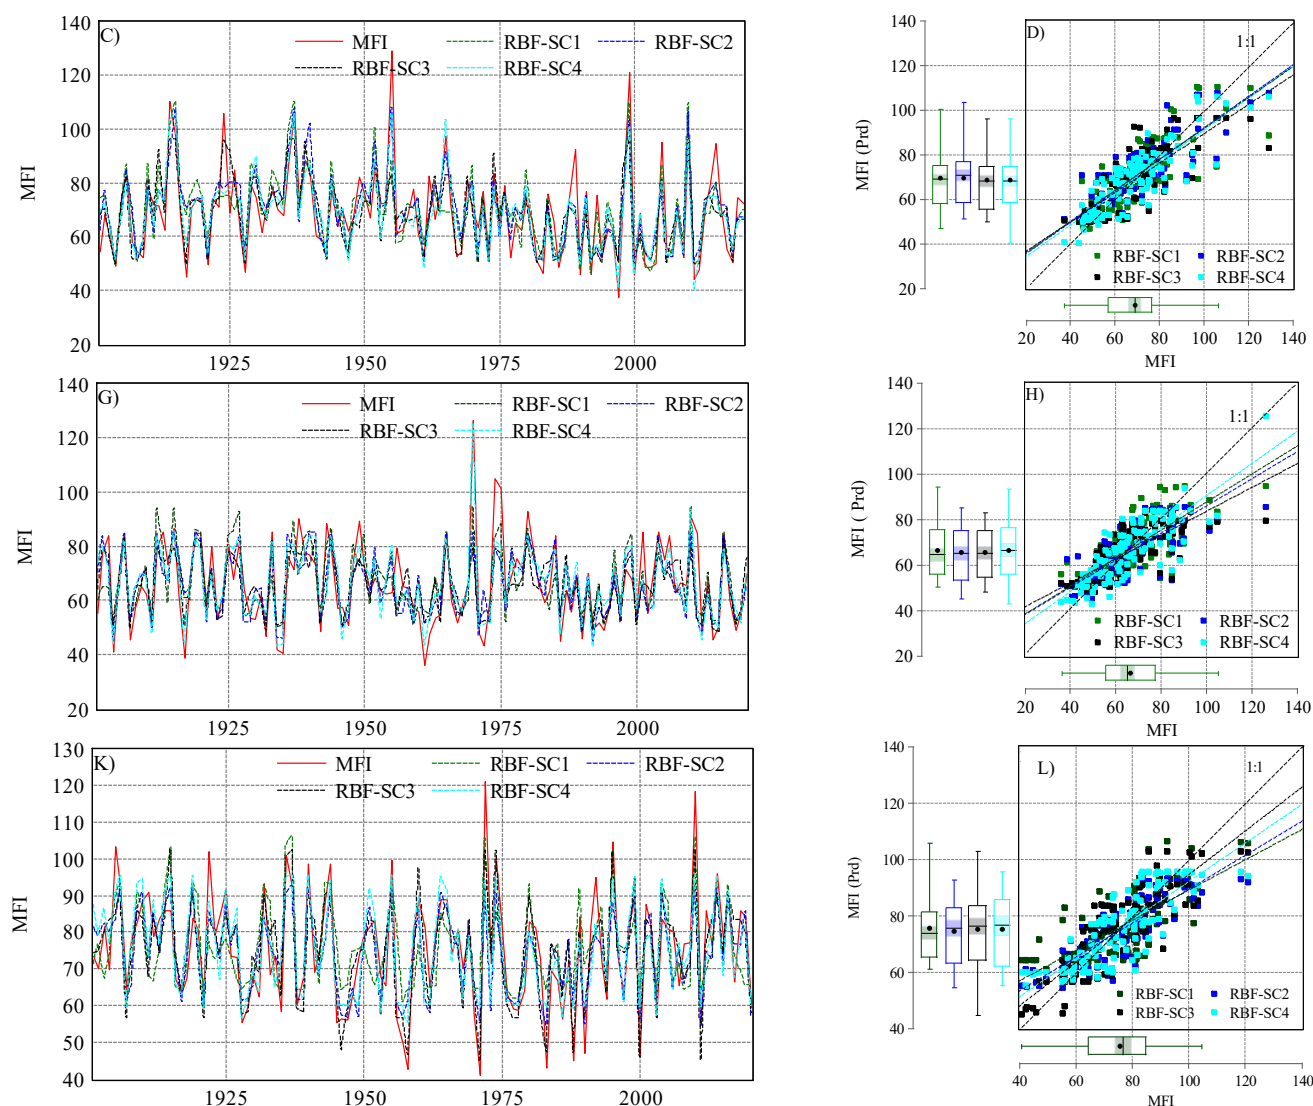 C)
MFI RBF-SC1 RBF-SC2
RBF-SC3 RBF-SC4
140
120
100
80
60
40
20
MFI
1925 1950 1975 2000
D)
1:1
140
120
100
80
60
40
20
MFI (Prd)
RBF-SC1 RBF-SC2
RBF-SC3 RBF-SC4
20 40 60 80 100 120 140
MFI
G)
MFI RBF-SC1 RBF-SC2
RBF-SC3 RBF-SC4
140
120
100
80
60
40
20
MFI
1925 1950 1975 2000
H)
1:1
140
120
100
80
60
40
20
MFI ( Prd)
RBF-SC1 RBF-SC2
RBF-SC3 RBF-SC4
20 40 60 80 100 120 140
MFI
K)
MFI RBF-SC1 RBF-SC2
RBF-SC3 RBF-SC4
130
120
110
100
90
80
70
60
50
40
MFI
1925 1950 1975 2000
L)
1:1
140
120
100
80
60
40
MFI (Prd)
RBF-SC1 RBF-SC2
RBF-SC3 RBF-SC4
40 60 80 100 120 140
MFI